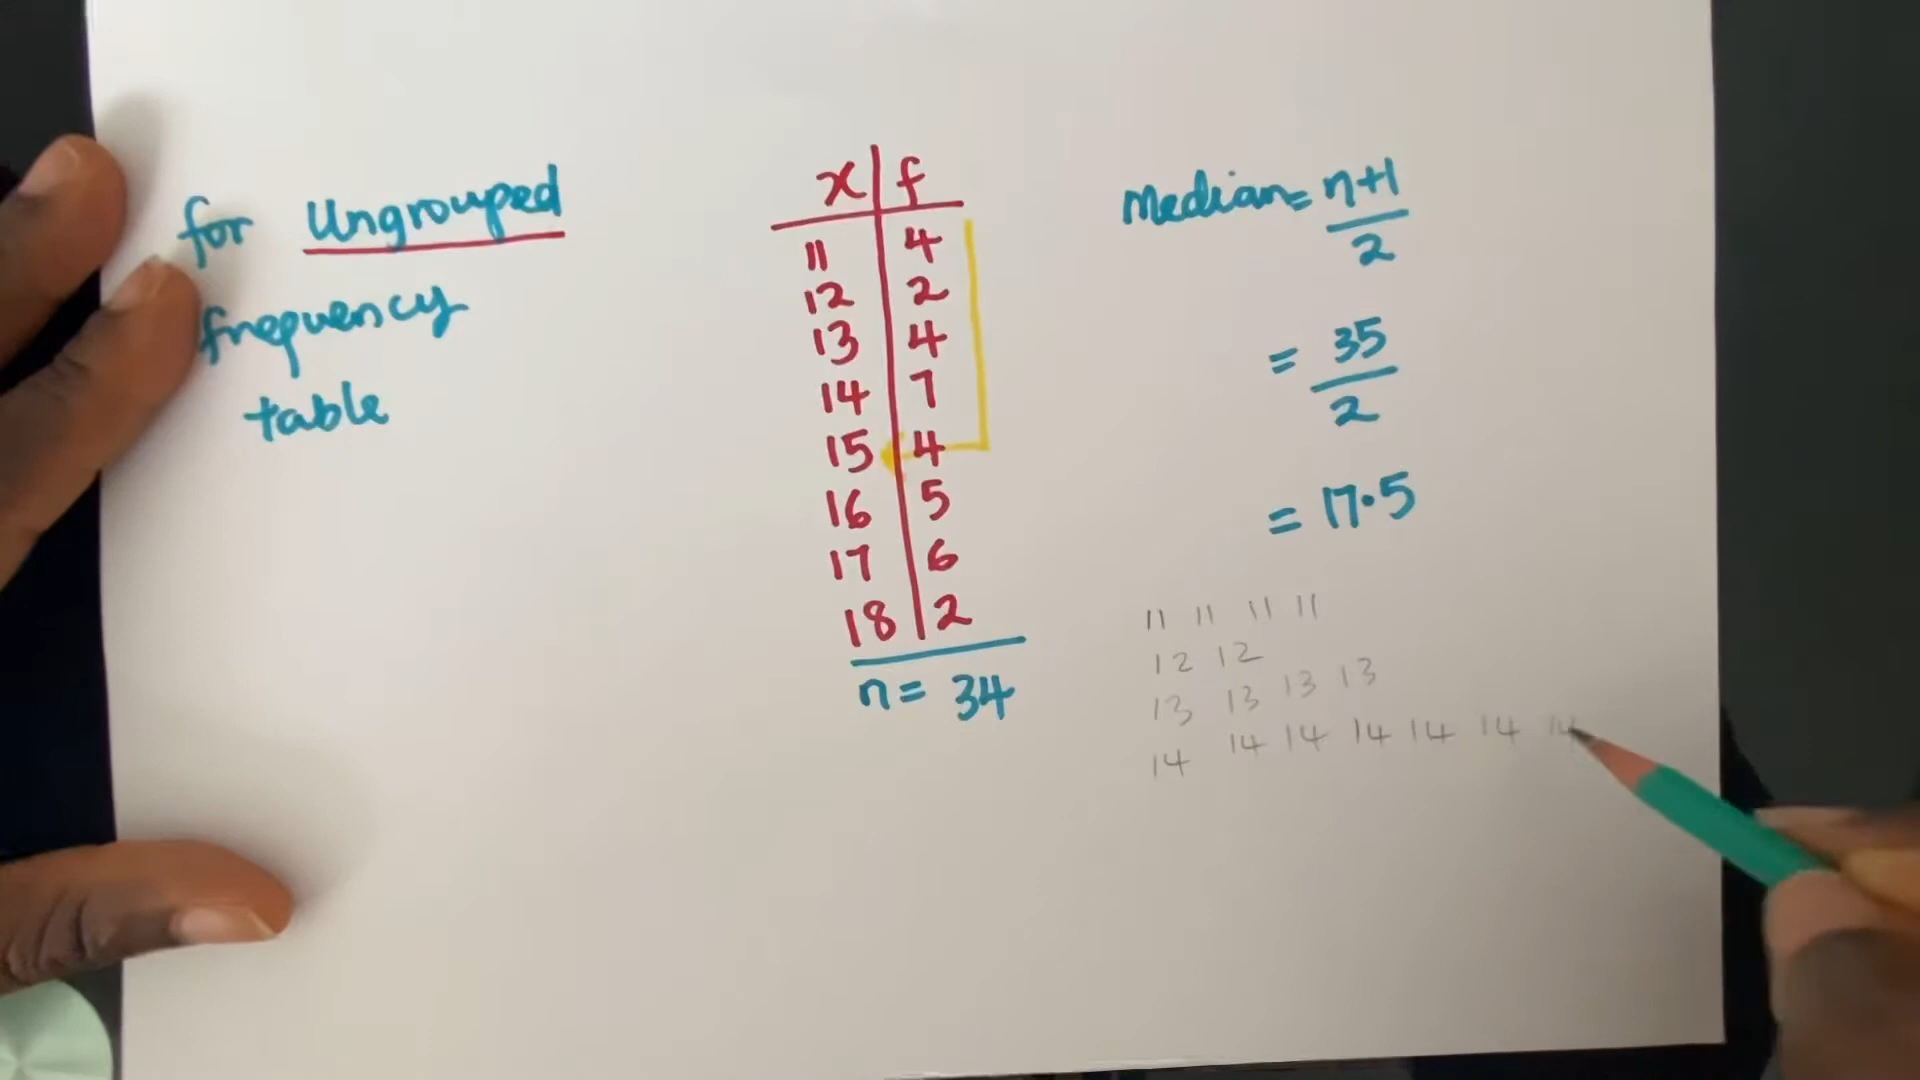 for Ungrouped
frequency
table
x f
11 4
12 2
13 4
14 7
15 4
16 5
17 6
18 2
n = 34
Median = n+1
2
= 35
2
= 17.5
11 11 11 11
12 12
13 13 13 13
14 14 14 14 14 14 14